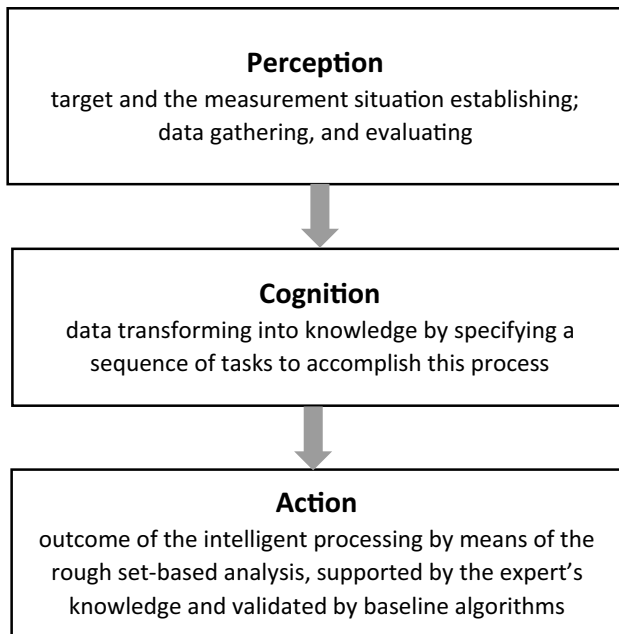 Perception
target and the measurement situation establishing;
data gathering, and evaluating
Cognition
data transforming into knowledge by specifying a
sequence of tasks to accomplish this process
Action
outcome of the intelligent processing by means of the
rough set-based analysis, supported by the expert’s
knowledge and validated by baseline algorithms